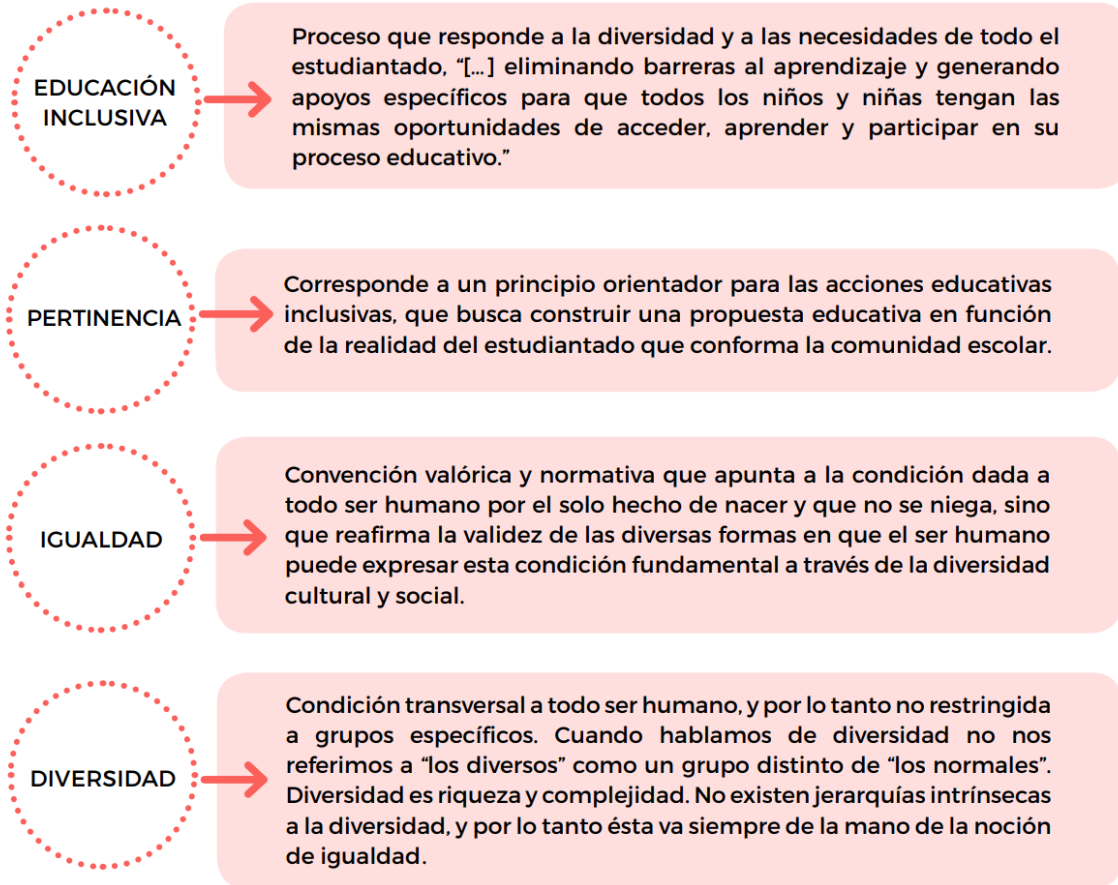 EDUCACIÓN
INCLUSIVA
Proceso que responde a la diversidad y a las necesidades de todo el
estudiantado, “[...] eliminando barreras al aprendizaje y generando
apoyos específicos para que todos los niños y niñas tengan las
mismas oportunidades de acceder, aprender y participar en su
proceso educativo.”
PERTINENCIA
Corresponde a un principio orientador para las acciones educativas
inclusivas, que busca construir una propuesta educativa en función
de la realidad del estudiantado que conforma la comunidad escolar.
IGUALDAD
Convención valórica y normativa que apunta a la condición dada a
todo ser humano por el solo hecho de nacer y que no se niega, sino
que reafirma la validez de las diversas formas en que el ser humano
puede expresar esta condición fundamental a través de la diversidad
cultural y social.
DIVERSIDAD
Condición transversal a todo ser humano, y por lo tanto no restringida
a grupos específicos. Cuando hablamos de diversidad no nos
referimos a “los diversos” como un grupo distinto de “los normales”.
Diversidad es riqueza y complejidad. No existen jerarquías intrínsecas
a la diversidad, y por lo tanto ésta va siempre de la mano de la noción
de igualdad.